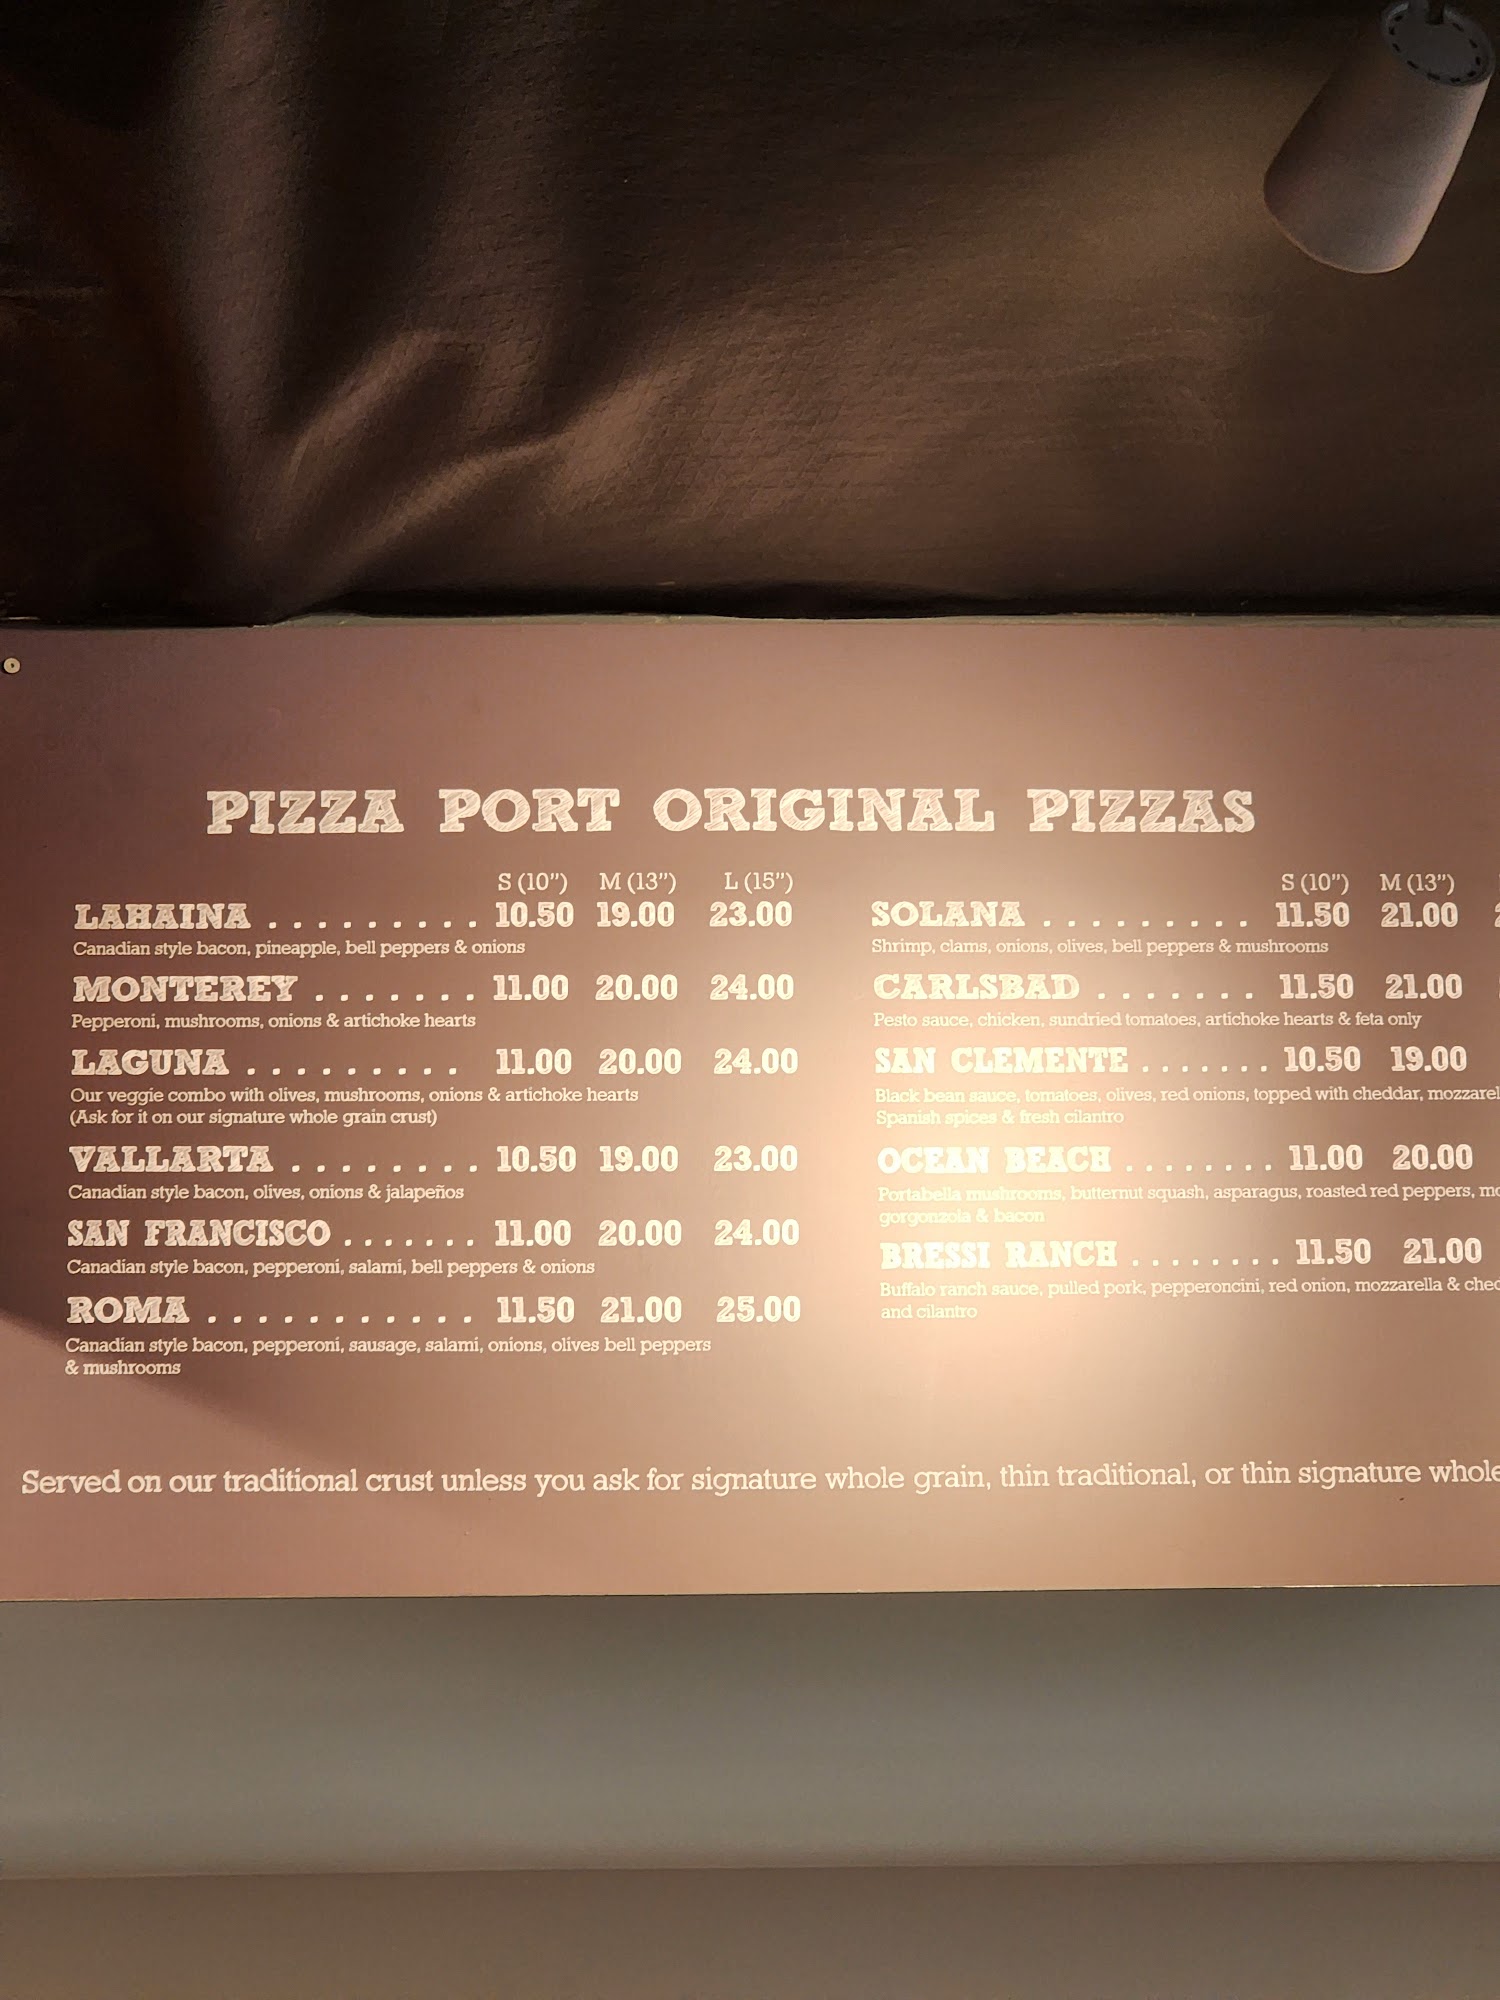 PIZZA PORT ORIGINAL PIZZAS
S (10") M (13") L (15")
LAHAINA . . . . . . . . . 10.50 19.00 23.00
Canadian style bacon, pineapple, bell peppers & onions
MONTEREY . . . . . . . 11.00 20.00 24.00
Pepperoni, mushrooms, onions & artichoke hearts
LAGUNA . . . . . . . . . 11.00 20.00 24.00
Our veggie combo with olives, mushrooms, onions & artichoke hearts
(Ask for it on our signature whole grain crust)
VALLARTA . . . . . . . . 10.50 19.00 23.00
Canadian style bacon, olives, onions & jalapeños
SAN FRANCISCO . . . . . . . 11.00 20.00 24.00
Canadian style bacon, pepperoni, salami, bell peppers & onions
ROMA . . . . . . . . . . . 11.50 21.00 25.00
Canadian style bacon, pepperoni, sausage, salami, onions, olives bell peppers
& mushrooms
S (10") M (13")
SOLANA . . . . . . . . . 11.50 21.00
Shrimp, clams, onions, olives, bell peppers & mushrooms
CARLSBAD . . . . . . . 11.50 21.00
Pesto sauce, chicken, sundried tomatoes, artichoke hearts & feta only
SAN CLEMENTE . . . . . . . 10.50 19.00
Black bean sauce, tomatoes, olives, red onions, topped with cheddar,
Spanish spices & fresh cilantro
OCEAN BEACH . . . . . . . . 11.00 20.00
Portabella mushrooms, butternut squash, asparagus, roasted red peppers,
gorgonzola & bacon
BRESSI RANCH . . . . . . . . 11.50 21.00
Buffalo ranch sauce, pulled pork, pepperoncini, red onion, mozzarella &
and cilantro
Served on our traditional crust unless you ask for signature whole grain, thin traditional, or thin signature whole